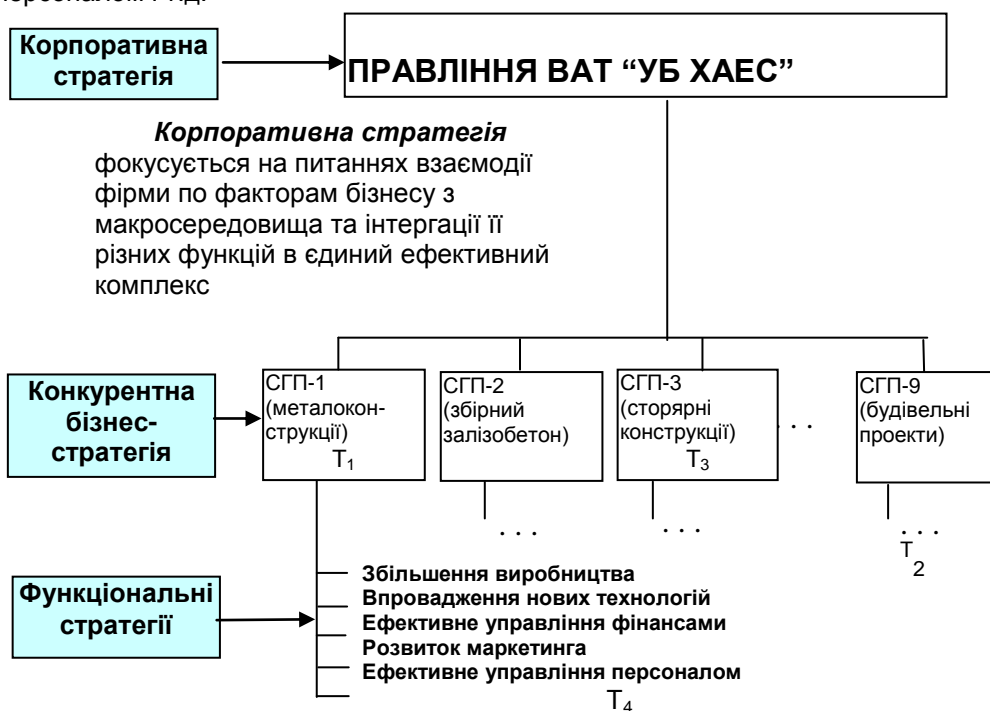 Корпоративна
стратегія
ПРАВЛІННЯ ВАТ “УБ ХАЕС”
Корпоративна стратегія
фокусується на питаннях взаємодії
фірми по факторам бізнесу з
макросередовища та інтергації її
різних функцій в єдиний ефективний
комплекс
Конкурентна
бізнес-
стратегія
СГП-1
(металокон-
струкції)
T1
СГП-2
(збірний
залізобетон)
СГП-3
(сторярні
конструкції)
T3
. . .
СГП-9
(будівельні
проекти)
. . .
. . .
. . .
T
2
Функціональні
стратегії
Збільшення виробництва
Впровадження нових технологій
Ефективне управління фінансами
Розвиток маркетинга
Ефективне управління персоналом
T4